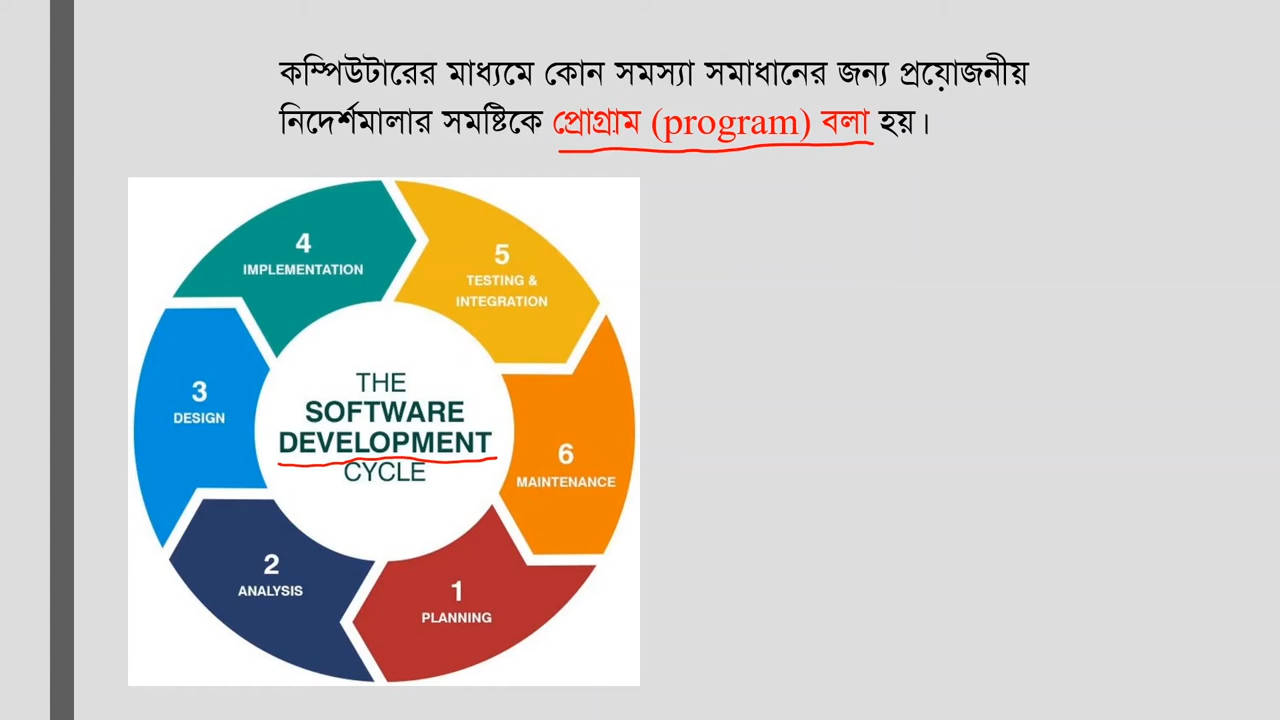 কম্পিউটারের মাধ্যমে কোন সমস্যা সমাধানের জন্য প্রয়োজনীয়
নিদের্শমালার সমষ্টিকে প্রোগ্রাম (program) বলা হয়।
4
IMPLEMENTATION
5
TESTING &
INTEGRATION
3
DESIGN
THE
SOFTWARE
DEVELOPMENT
CYCLE
6
MAINTENANCE
2
ANALYSIS
1
PLANNING